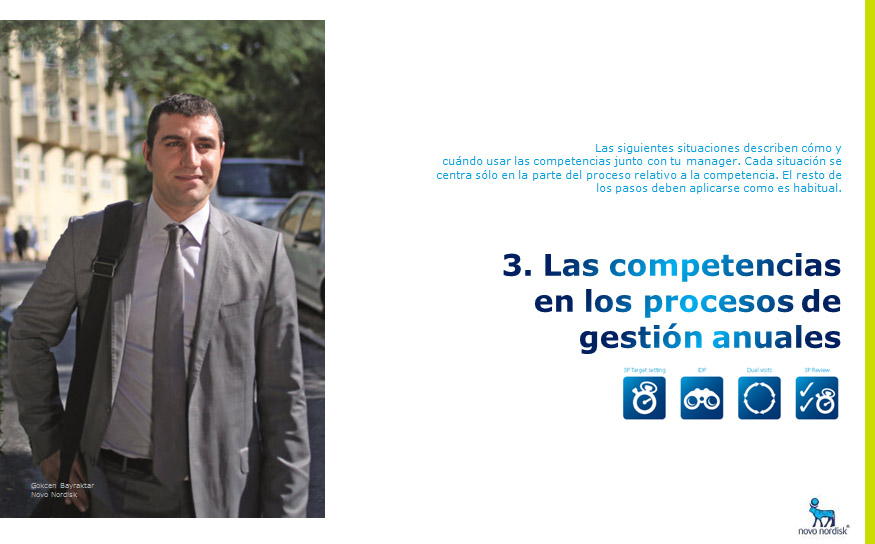 Las siguientes situaciones describen cómo y
cuándo usar las competencias junto con tu manager. Cada situación se
centra sólo en la parte del proceso relativo a la competencia. El resto de
los pasos deben aplicarse como es habitual.
3. Las competencias
en los procesos de
gestión anuales
3P Target setting
IDP
Dual visits
3P Review
Gokcen Bayraktar
Novo Nordisk
novo nordisk®